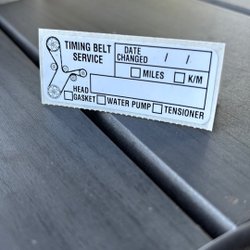 TIMING BELT
SERVICE
DATE
CHANGED / /
MILES K/M
HEAD
GASKET WATER PUMP TENSIONER